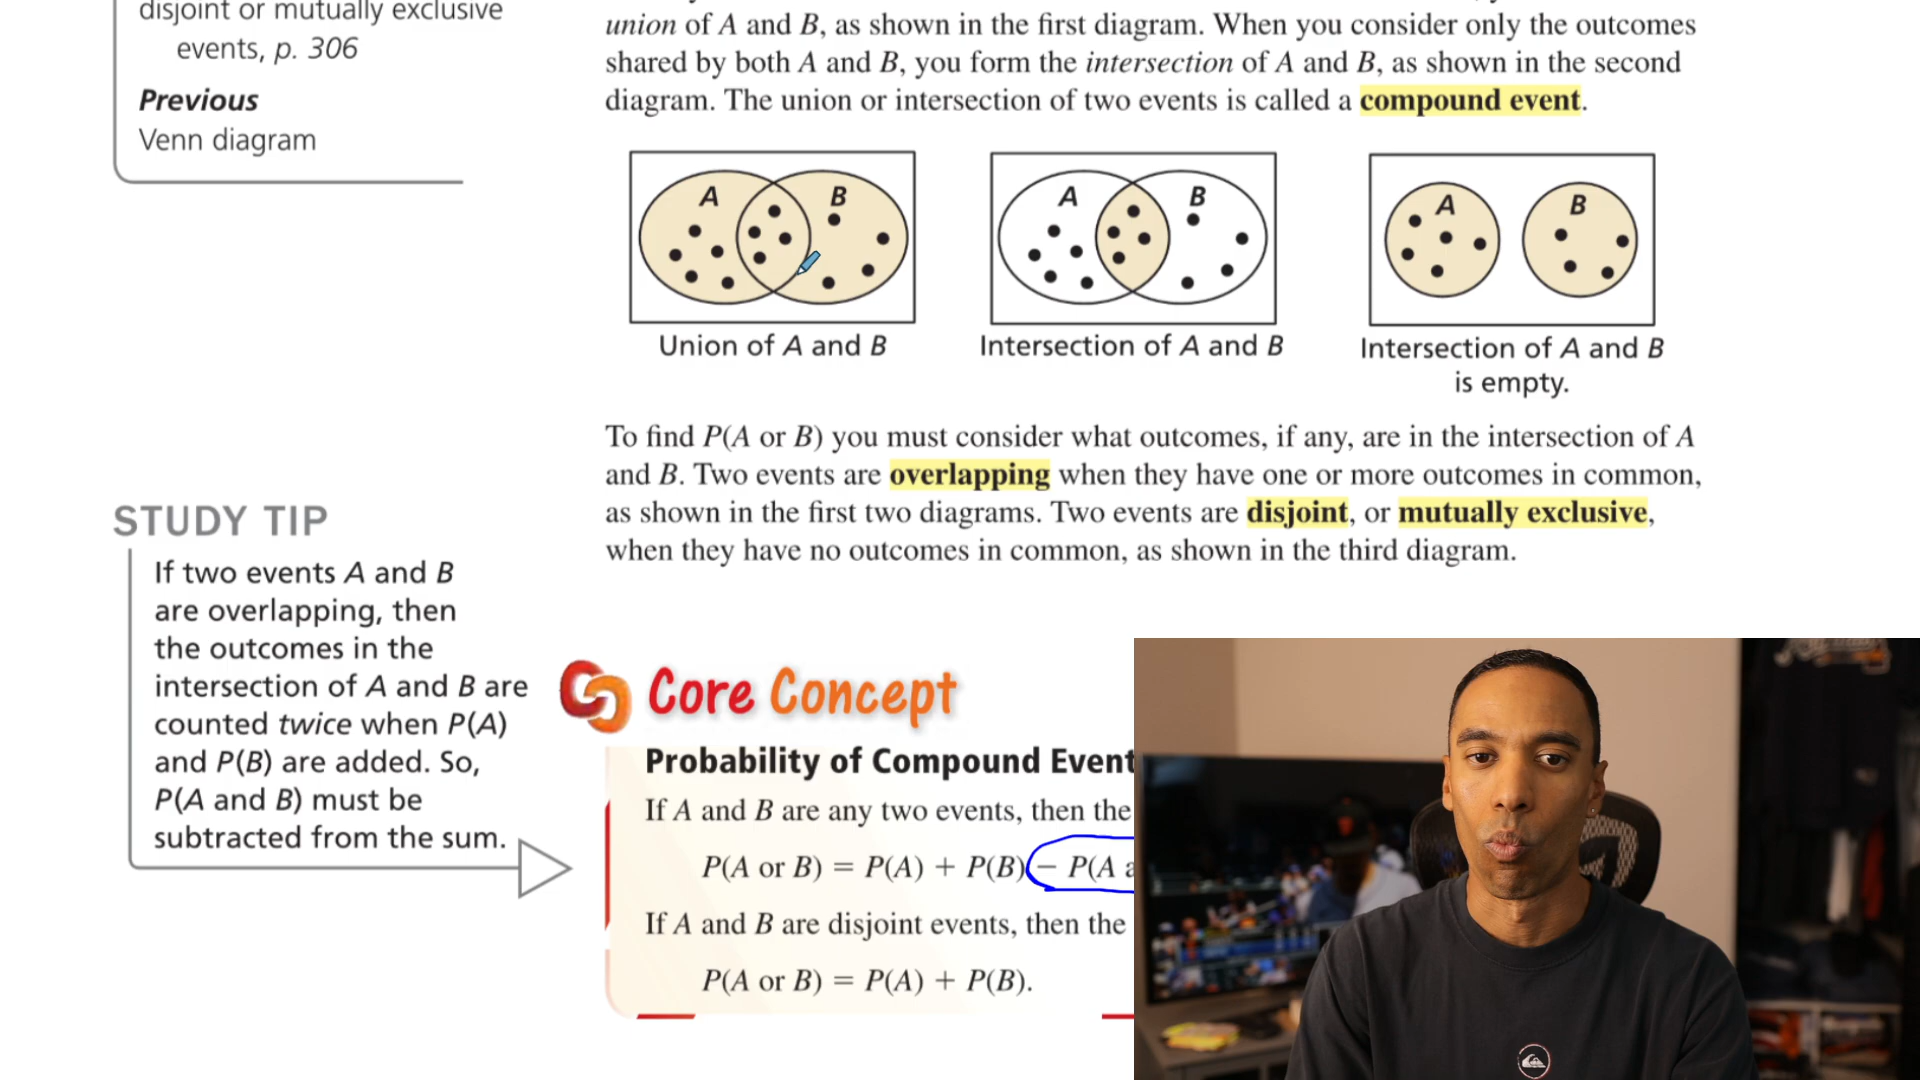 disjoint or mutually exclusive
events, p. 306
Previous
Venn diagram
union of A and B, as shown in the first diagram. When you consider only the outcomes
shared by both A and B, you form the intersection of A and B, as shown in the second
diagram. The union or intersection of two events is called a compound event.
A B
A B
A B
Union of A and B
Intersection of A and B
Intersection of A and B
is empty.
To find P(A or B) you must consider what outcomes, if any, are in the intersection of A
and B. Two events are overlapping when they have one or more outcomes in common,
as shown in the first two diagrams. Two events are disjoint, or mutually exclusive,
when they have no outcomes in common, as shown in the third diagram.
STUDY TIP
If two events A and B
are overlapping, then
the outcomes in the
intersection of A and B are
counted twice when P(A)
and P(B) are added. So,
P(A and B) must be
subtracted from the sum.
Core Concept
Probability of Compound Event
If A and B are any two events, then the
P(A or B) = P(A) + P(B) − P(A a
If A and B are disjoint events, then the
P(A or B) = P(A) + P(B).